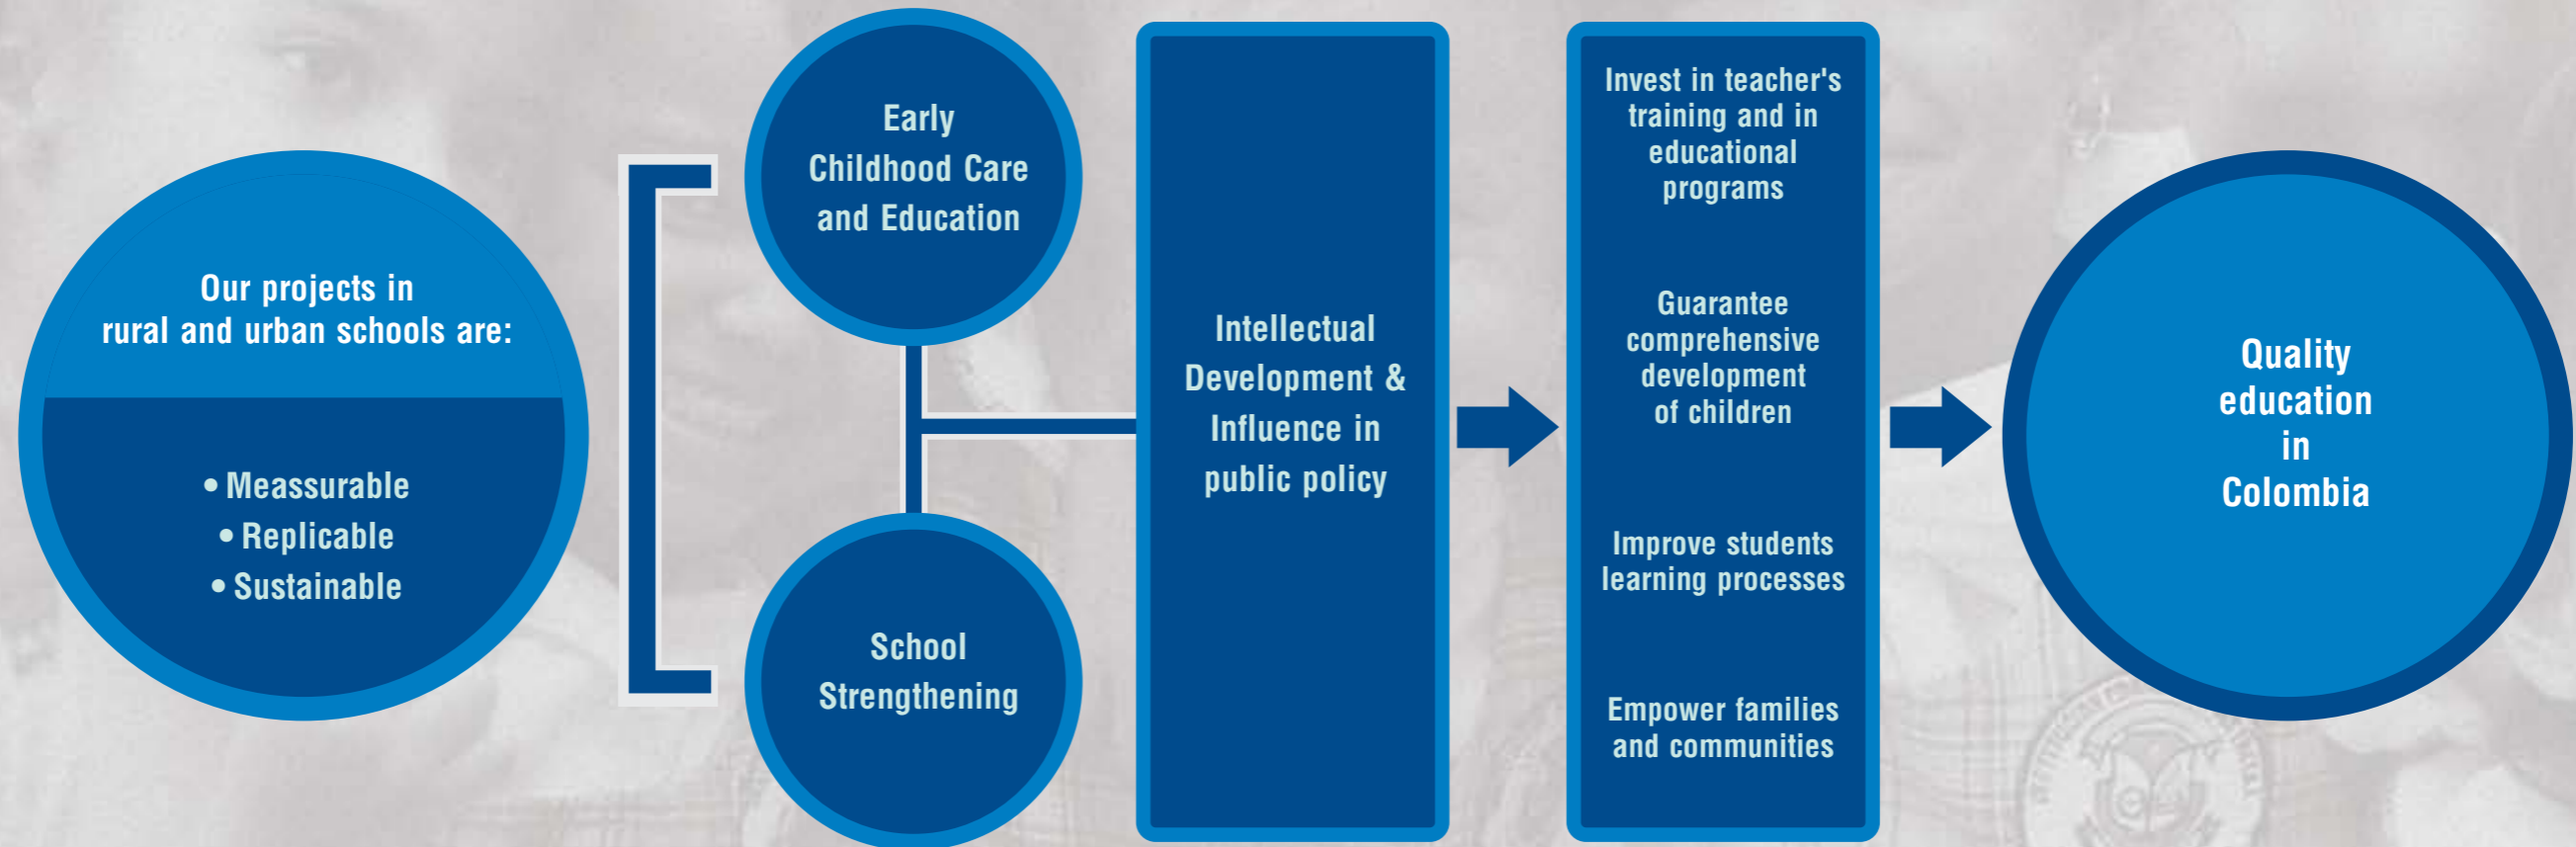 Our projects in
rural and urban schools are:
• Meassurable
• Replicable
• Sustainable
Early
Childhood Care
and Education
School
Strengthening
Intellectual
Development &
Influence in
public policy
Invest in teacher's
training and in
educational
programs
Guarantee
comprehensive
development
of children
Improve students
learning processes
Empower families
and communities
Quality
education
in
Colombia